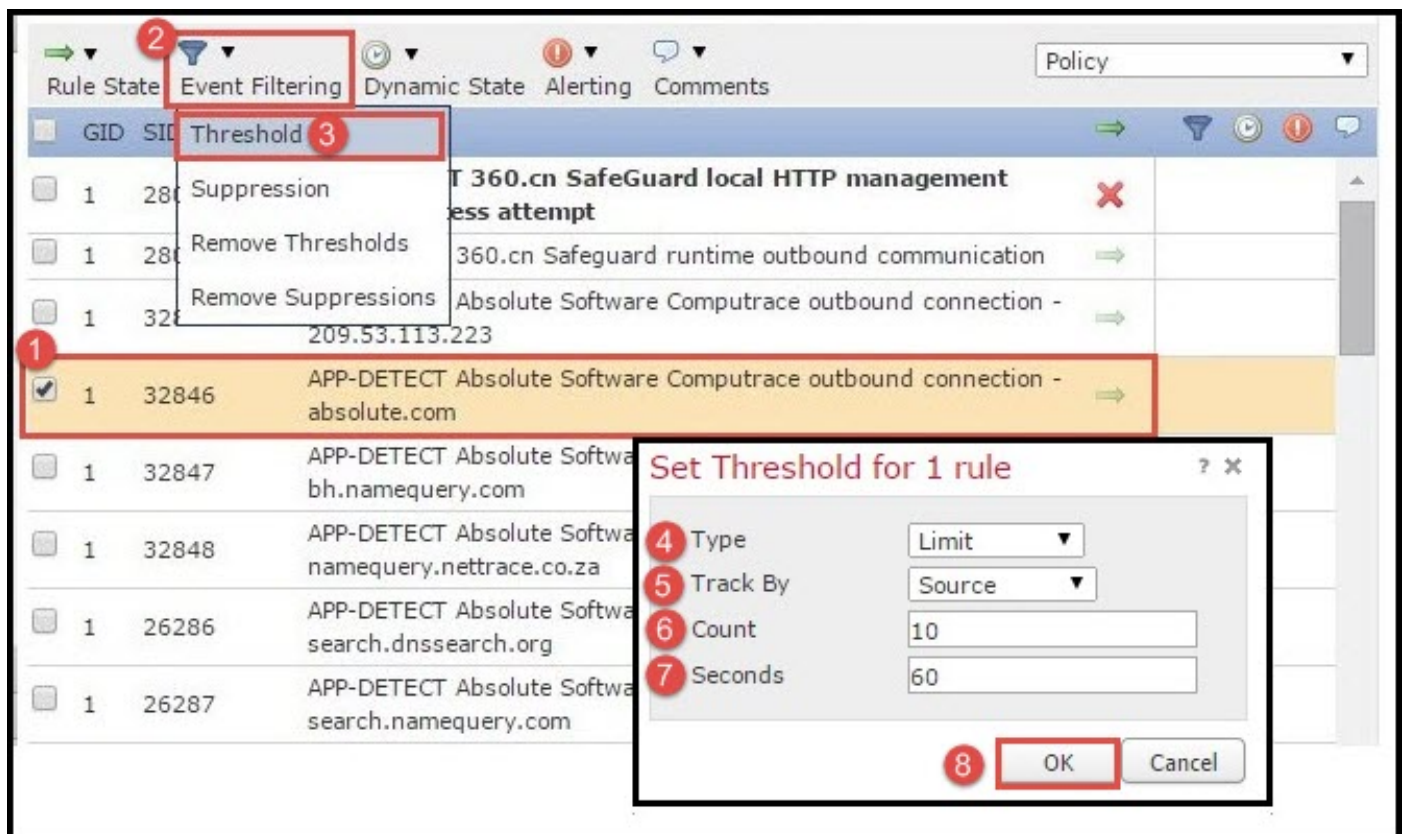 2
Rule State Event Filtering Dynamic State Alerting Comments
Policy
GID SID
Threshold 3
Suppression
Remove Thresholds
Remove Suppressions
1 T 360.cn SafeGuard local HTTP management
ess attempt
1 360.cn Safeguard runtime outbound communication
1 Absolute Software Computrace outbound connection -
209.53.113.223
1
1 32846 APP-DETECT Absolute Software Computrace outbound connection -
absolute.com
1 32847 APP-DETECT Absolute Softwa
bh.namequery.com
1 32848 APP-DETECT Absolute Softwa
namequery.nettrace.co.za
1 26286 APP-DETECT Absolute Softwa
search.dnssearch.org
1 26287 APP-DETECT Absolute Softwa
search.namequery.com
Set Threshold for 1 rule ?
4 Type Limit
5 Track By Source
6 Count 10
7 Seconds 60
8 OK Cancel